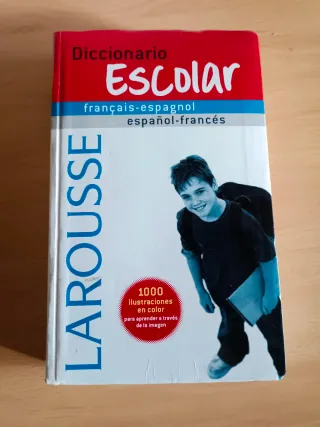 Diccionario
Escolar
français-espagnol
español-francés
LAROUSSE
1000
ilustraciones
en color
para aprender a través
de la imagen